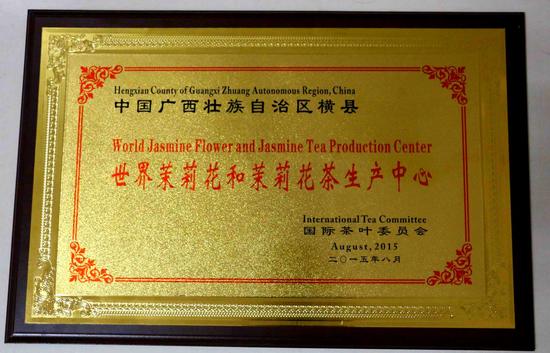 Hengxian County of Guangxi Zhuang Autonomous Region, China
中国广西壮族自治区横县
World Jasmine Flower and Jasmine Tea Production Center
世界茉莉花和茉莉花茶生产中心
International Tea Committee
国际茶叶委员会
August, 2015
二〇一五年八月